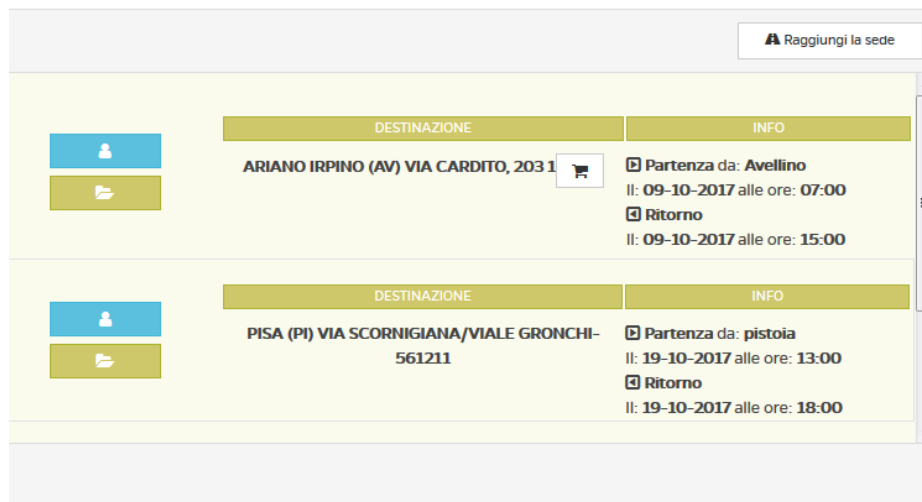 Raggiungi la sede
DESTINAZIONE
ARIANO IRPINO (AV) VIA CARDITO, 203 1
INFO
Partenza da: Avellino
Il: 09-10-2017 alle ore: 07:00
Ritorno
Il: 09-10-2017 alle ore: 15:00
DESTINAZIONE
PISA (PI) VIA SCORNIGIANA/VIALE GRONCHI-
561211
INFO
Partenza da: pistoia
Il: 19-10-2017 alle ore: 13:00
Ritorno
Il: 19-10-2017 alle ore: 18:00